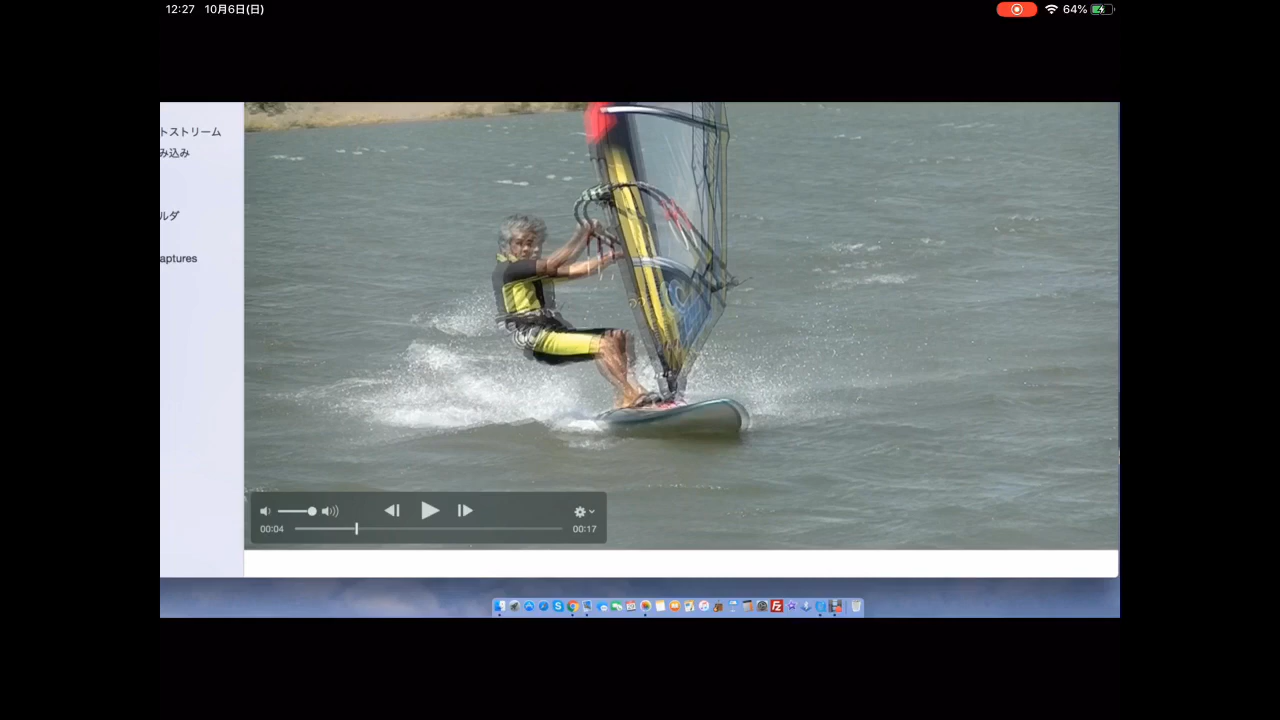 12:27 10月6日(日)
64%
トストリーム
み込み
ルダ
aptures
00:04
00:17